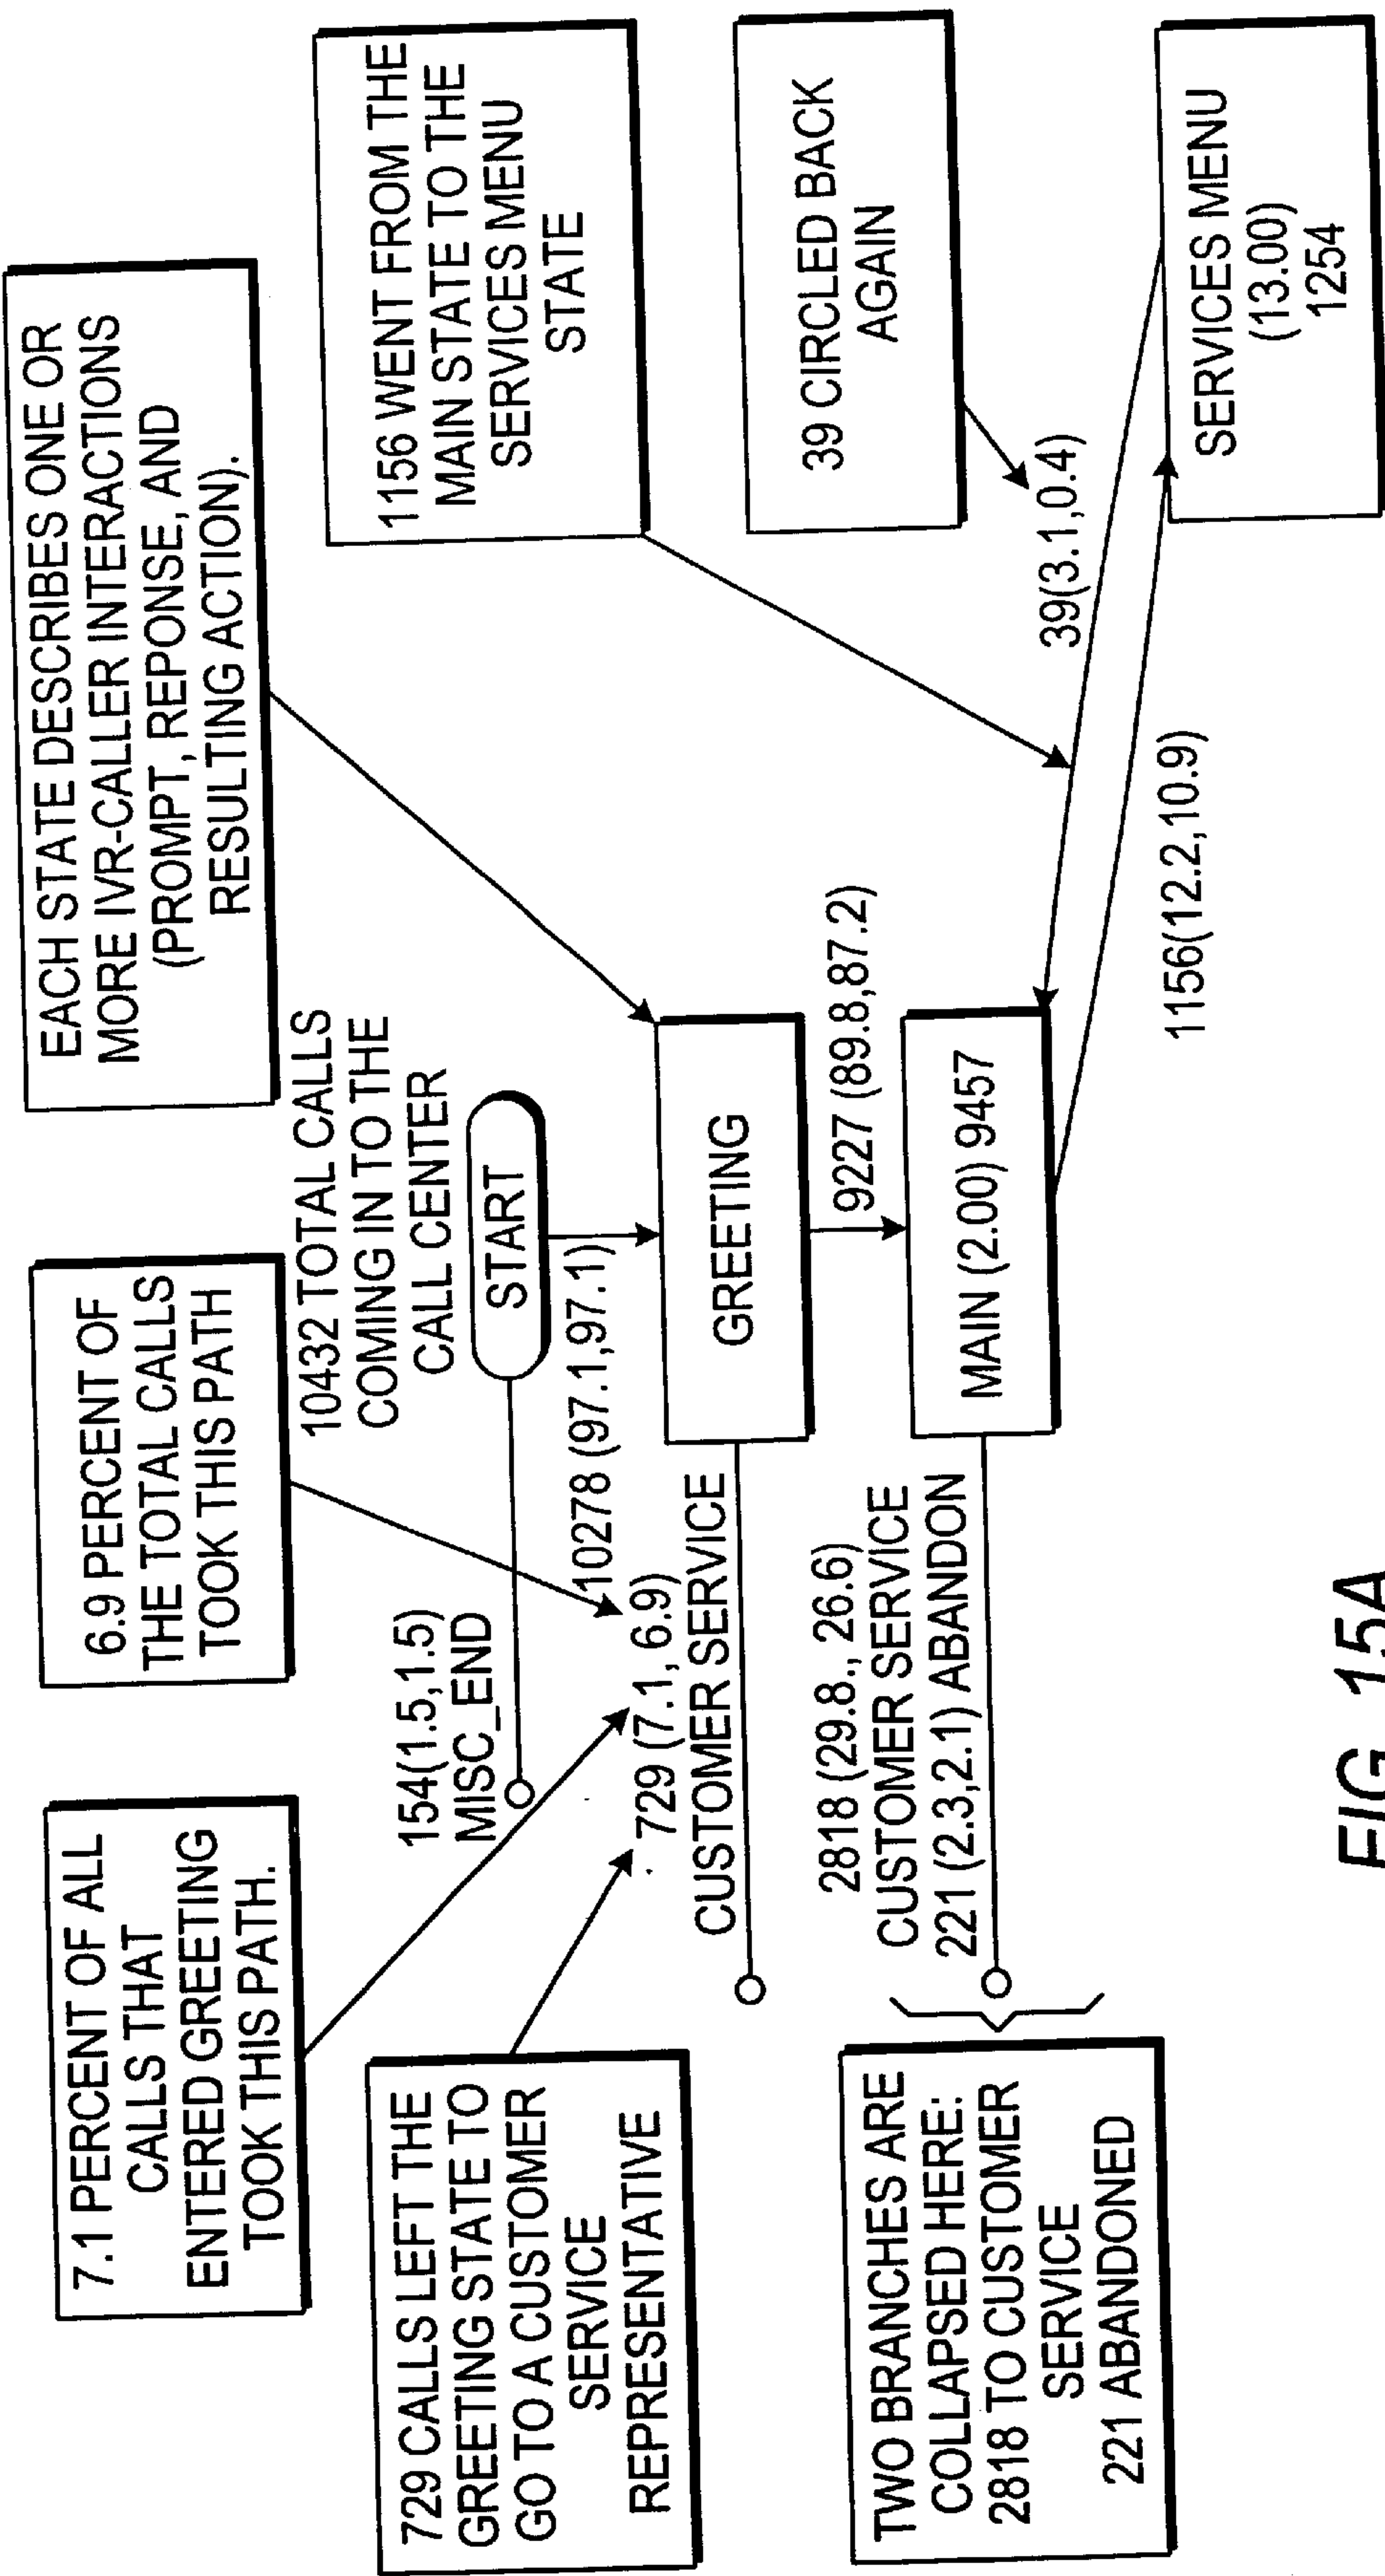 7.1 PERCENT OF ALL
CALLS THAT
ENTERED GREETING
TOOK THIS PATH.
6.9 PERCENT OF
THE TOTAL CALLS
TOOK THIS PATH
EACH STATE DESCRIBES ONE OR
MORE IVR-CALLER INTERACTIONS
(PROMPT, REPONSE, AND
RESULTING ACTION).
10432 TOTAL CALLS
COMING IN TO THE
CALL CENTER
START
154(1.5,1.5)
MISC_END
10278 (97.1,97.1)
729 CALLS LEFT THE
GREETING STATE TO
GO TO A CUSTOMER
SERVICE
REPRESENTATIVE
729 (7.1, 6.9)
CUSTOMER SERVICE
GREETING
1156 WENT FROM THE
MAIN STATE TO THE
SERVICES MENU
STATE
9227 (89.8,87.2)
TWO BRANCHES ARE
COLLAPSED HERE:
2818 TO CUSTOMER
SERVICE
221 ABANDONED
2818 (29.8., 26.6)
CUSTOMER SERVICE
221 (2.3,2.1) ABANDON
MAIN (2.00) 9457
39 CIRCLED BACK
AGAIN
39(3.1,0.4)
1156(12.2,10.9)
SERVICES MENU
(13.00)
1254
FIG. 15A